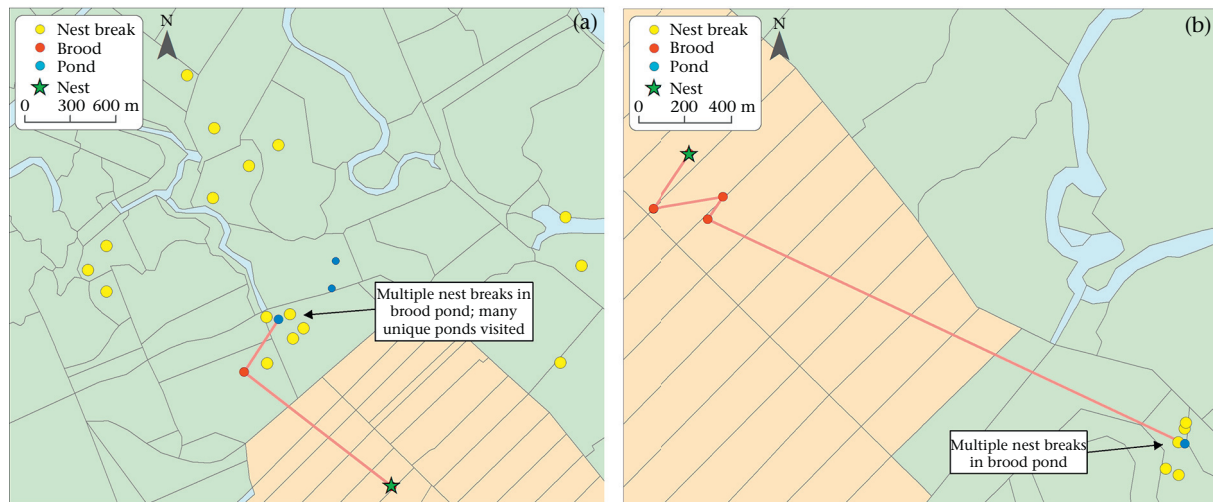 (a)
N
Nest break
Brood
Pond
Nest
0 300 600 m
Multiple nest breaks in
brood pond; many
unique ponds visited
(b)
N
Nest break
Brood
Pond
Nest
0 200 400 m
Multiple nest breaks
in brood pond